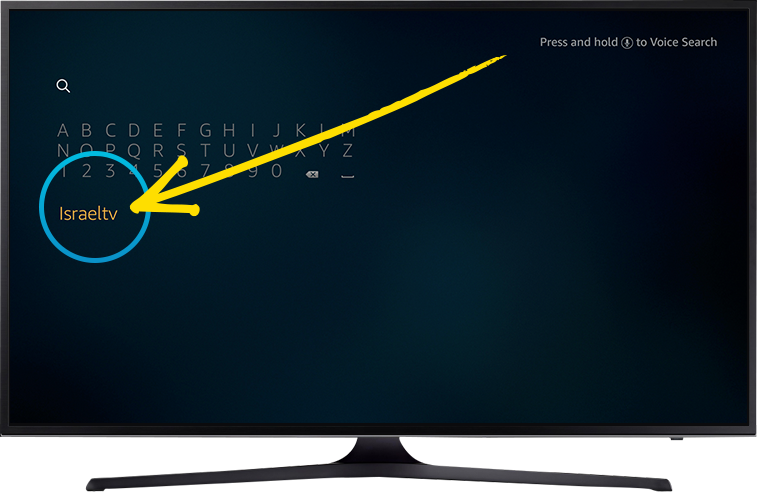 Press and hold to Voice Search
A B C D E F G H I J K L M
N O P Q R S T U V W X Y Z
1 2 3 4 5 6 7 8 9 0
Israeltv